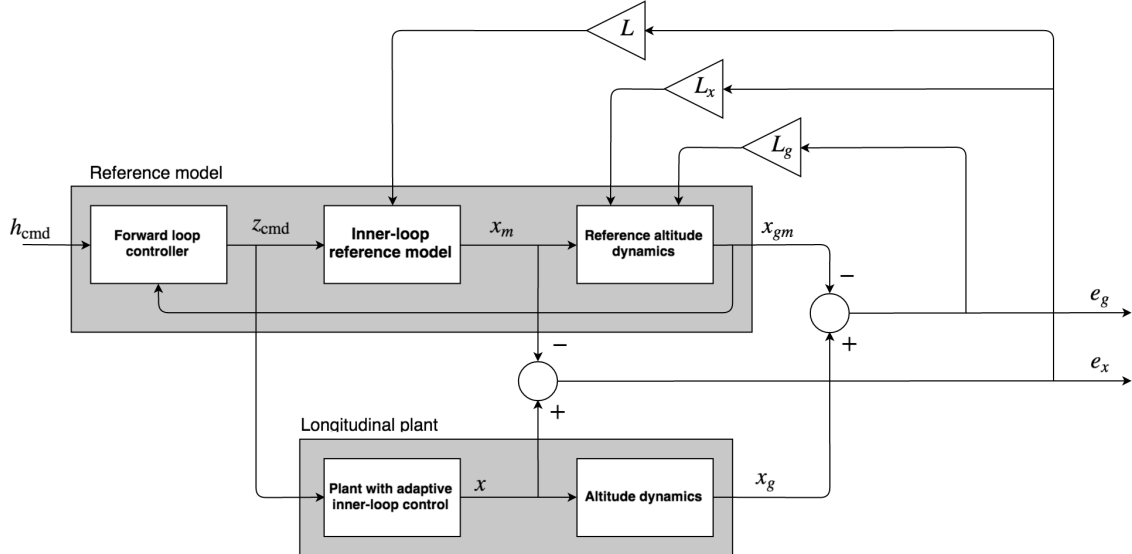 L
L_x
L_g
Reference model
h_cmd
Forward loop
controller
z_cmd
Inner-loop
reference model
x_m
Reference altitude
dynamics
x_gm
−
+
e_g
−
+
e_x
Longitudinal plant
Plant with adaptive
inner-loop control
x
Altitude dynamics
x_g